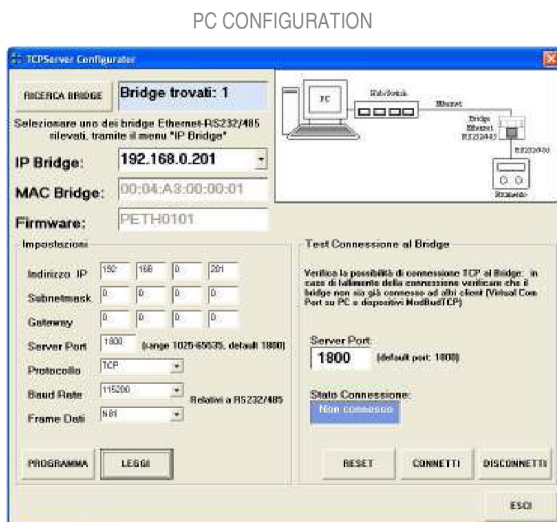 PC CONFIGURATION
TCPServer Configurator
RICERCA BRIDGE
Bridge trovati: 1
Selezionare uno dei bridge Ethernet-RS232/485
rilevati, tramite il menu "IP Bridge"
IP Bridge:
192.168.0.201
MAC Bridge:
00:04:A3:00:00:01
Firmware:
PETH0101
PC
Hub/Switch
Ethernet
Bridge
Ethernet
RS232/485
RS232/485
Strumento
Impostazioni
Indirizzo IP
192 168 0 201
Subnetmask
0 0 0 0
Gateway
0 0 0 0
Server Port
1800
(range 1025-65535, default 1800)
Protocollo
TCP
Baud Rate
115200
Relativi a RS232/485
Frame Dati
N81
PROGRAMMA
LEGGI
Test Connessione al Bridge
Verifica la possibilità di connessione TCP al Bridge: in
caso di fallimento della connessione verificare che il
bridge non sia già connesso ad altri client (Virtual Com
Port su PC o dispositivi ModBudTCP)
Server Port:
1800
(default port: 1800)
Stato Connessione:
Non connesso
RESET
CONNETTI
DISCONNETTI
ESCI